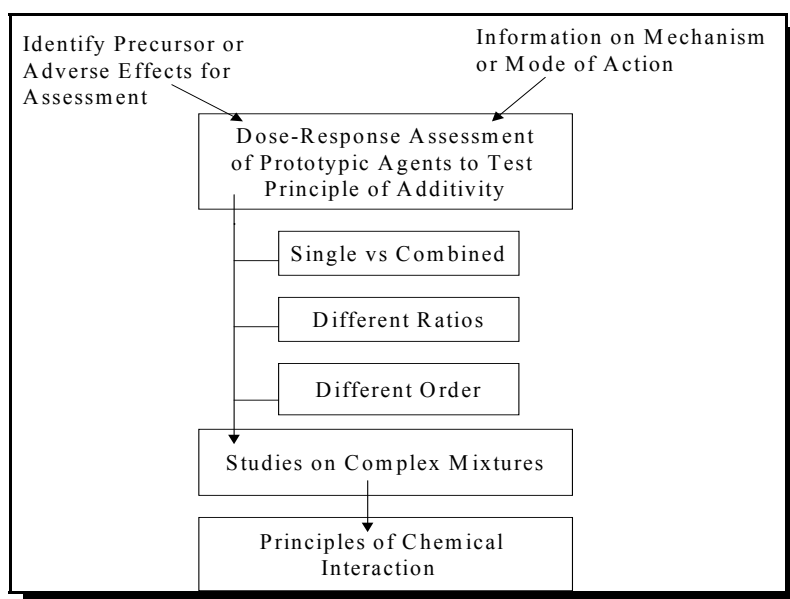 Identify Precursor or
Adverse Effects for
Assessment
Information on Mechanism
or Mode of Action
Dose-Response Assessment
of Prototypic Agents to Test
Principle of Additivity
Single vs Combined
Different Ratios
Different Order
Studies on Complex Mixtures
Principles of Chemical
Interaction